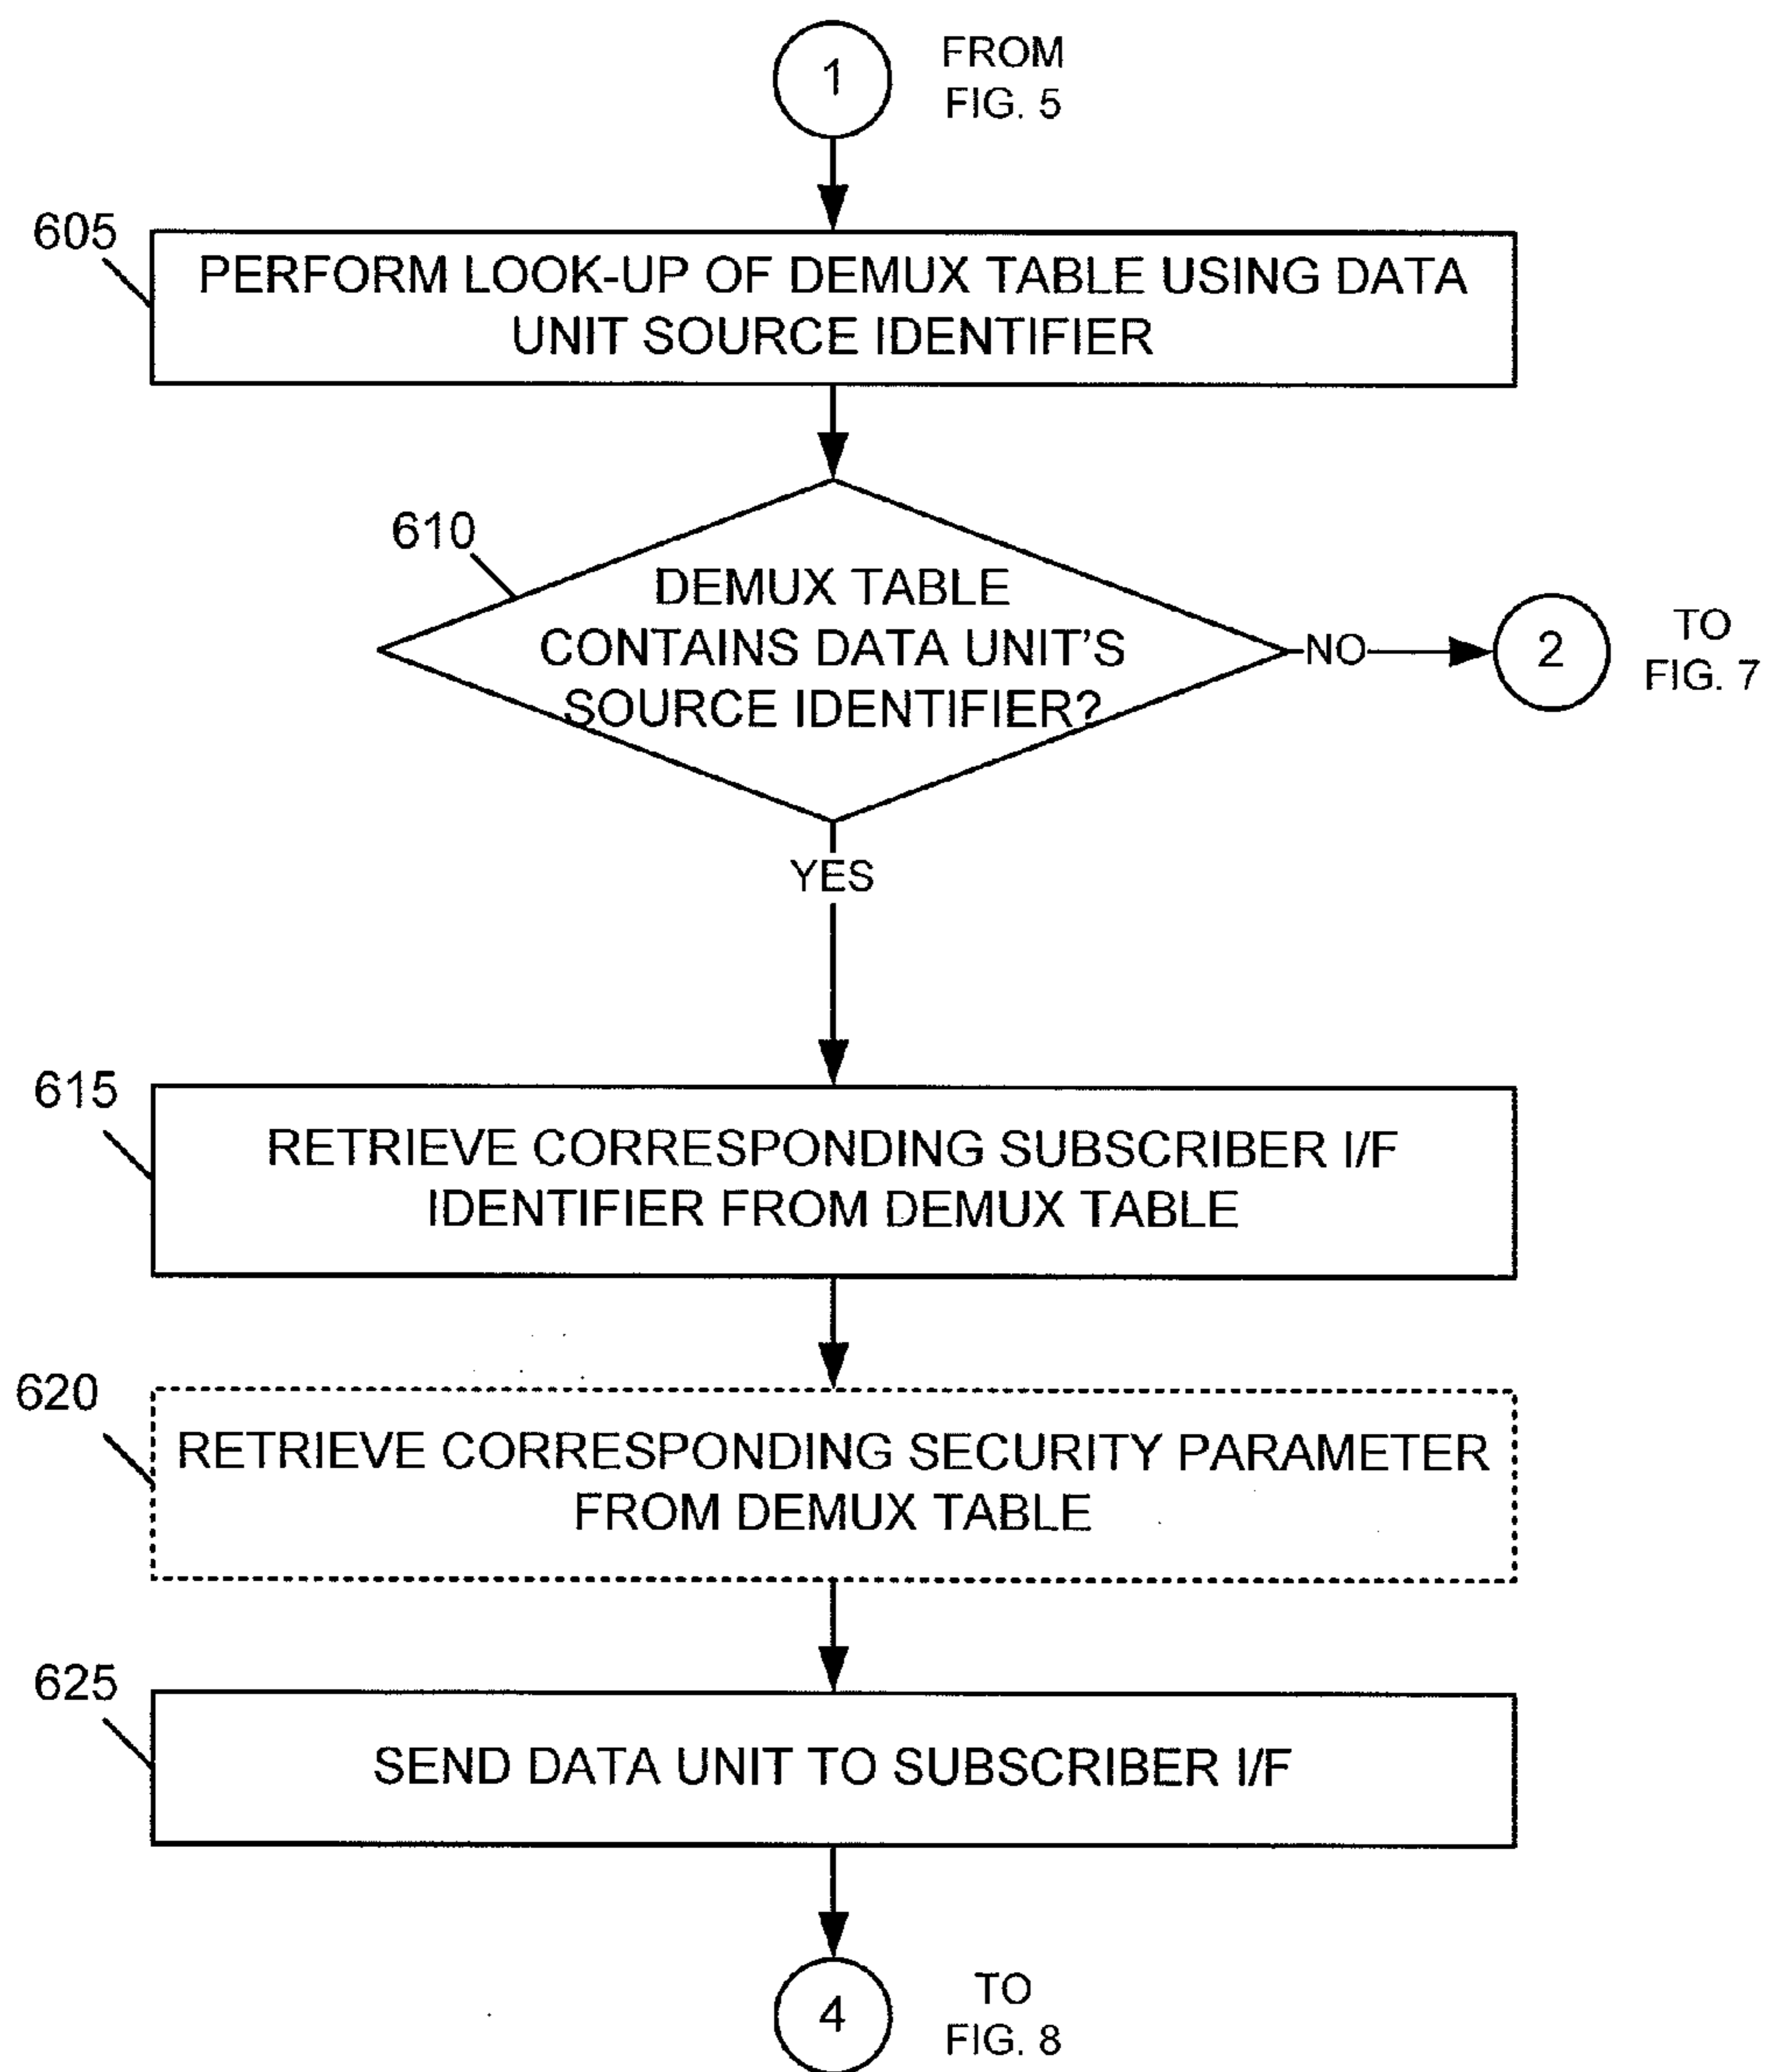 1
FROM
FIG. 5
605
PERFORM LOOK-UP OF DEMUX TABLE USING DATA
UNIT SOURCE IDENTIFIER
610
DEMUX TABLE
CONTAINS DATA UNIT'S
SOURCE IDENTIFIER?
NO
2
TO
FIG. 7
YES
615
RETRIEVE CORRESPONDING SUBSCRIBER I/F
IDENTIFIER FROM DEMUX TABLE
620
RETRIEVE CORRESPONDING SECURITY PARAMETER
FROM DEMUX TABLE
625
SEND DATA UNIT TO SUBSCRIBER I/F
4
TO
FIG. 8